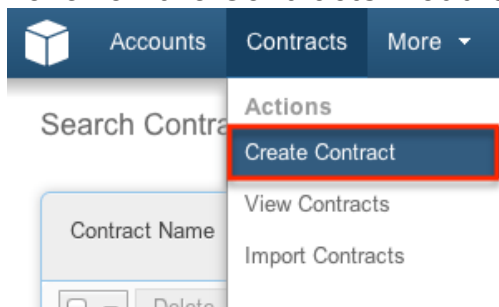 Accounts Contracts More
Search Contra
Actions
Create Contract
View Contracts
Contract Name
Import Contracts
Delete